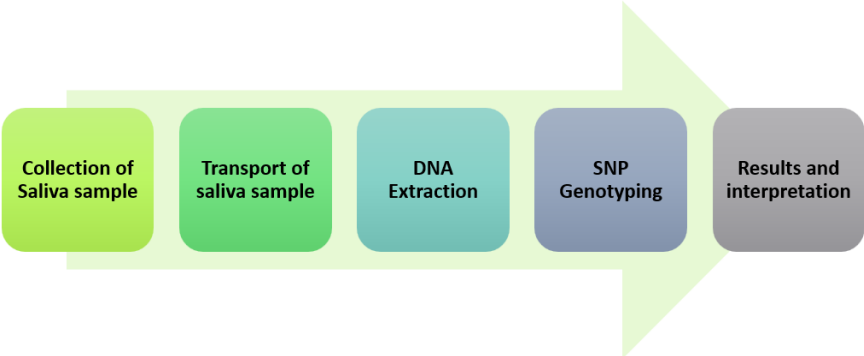 Collection of
Saliva sample
Transport of
saliva sample
DNA
Extraction
SNP
Genotyping
Results and
interpretation